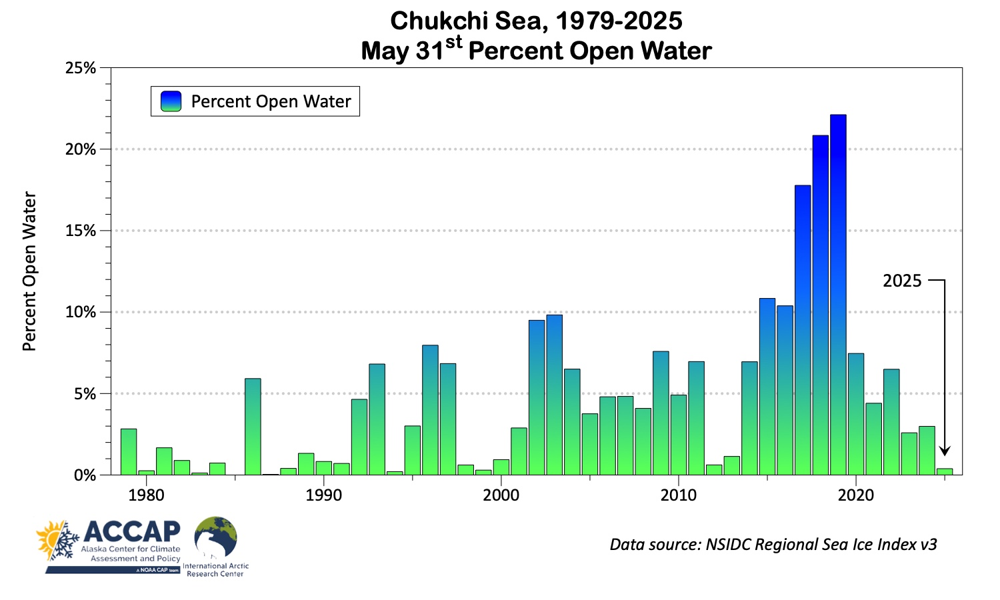 Chukchi Sea, 1979-2025
May 31st Percent Open Water
25%
Percent Open Water
20%
15%
2025
10%
5%
0%
Percent Open Water
1980
1990
2000
2010
2020
ACCAP
Alaska Center for Climate
Assessment and Policy
A NOAA CAP team
International Arctic
Research Center
Data source: NSIDC Regional Sea Ice Index v3